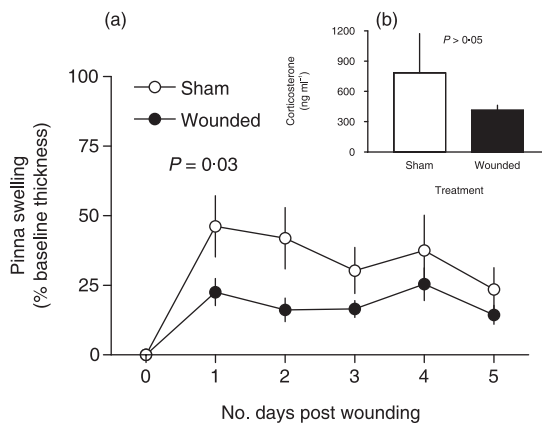 (a)
Sham
Wounded
P = 0·03
100
75
50
25
0
Pinna swelling
(% baseline thickness)
0 1 2 3 4 5
No. days post wounding
(b)
P > 0·05
1200
900
600
300
0
Corticosterone
(ng ml⁻¹)
Sham Wounded
Treatment